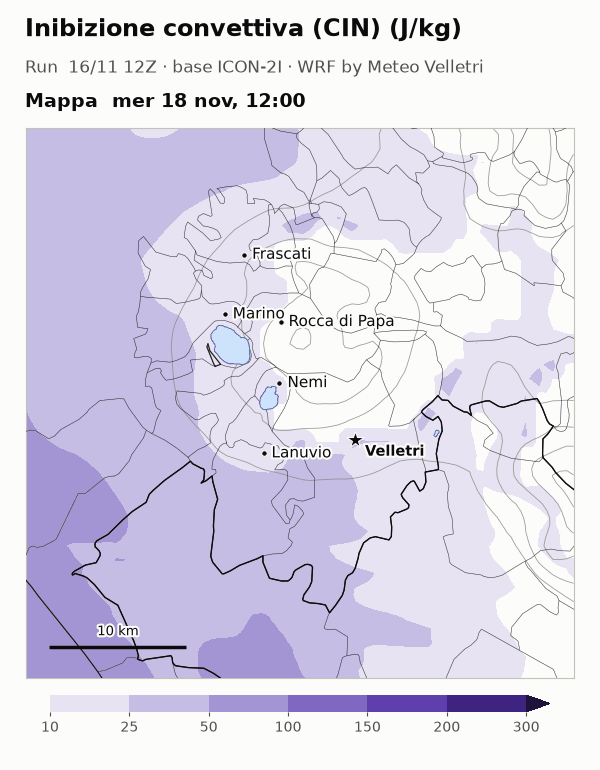 Inibizione convettiva (CIN) (J/kg)
Run  16/11 12Z · base ICON-2I · WRF by Meteo Velletri
Mappa  mer 18 nov, 12:00
Frascati
Marino
Rocca di Papa
Nemi
Velletri
Lanuvio
10 km
10 25 50 100 150 200 300